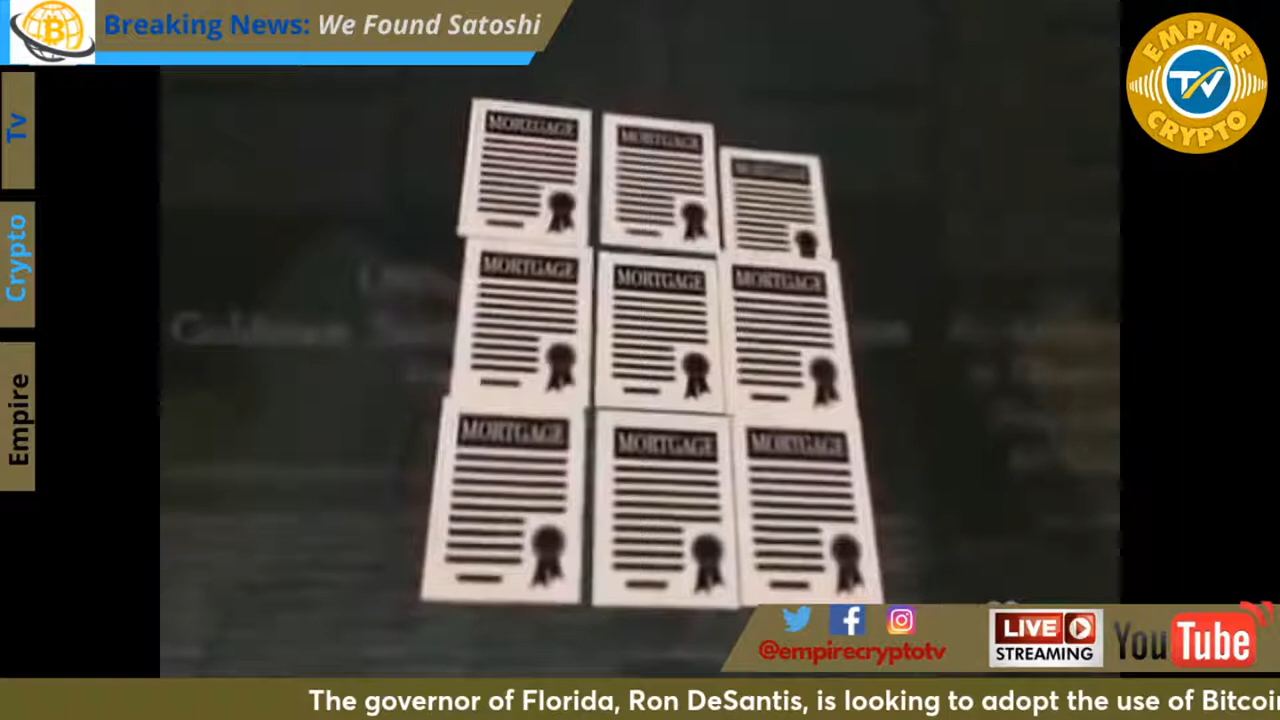 Breaking News: We Found Satoshi
EMPIRE
TV
CRYPTO
Tv
Crypto
Empire
MORTGAGE
MORTGAGE
MORTGAGE
MORTGAGE
MORTGAGE
MORTGAGE
MORTGAGE
MORTGAGE
MORTGAGE
@empirecryptotv
LIVE
STREAMING
YouTube
The governor of Florida, Ron DeSantis, is looking to adopt the use of Bitcoi